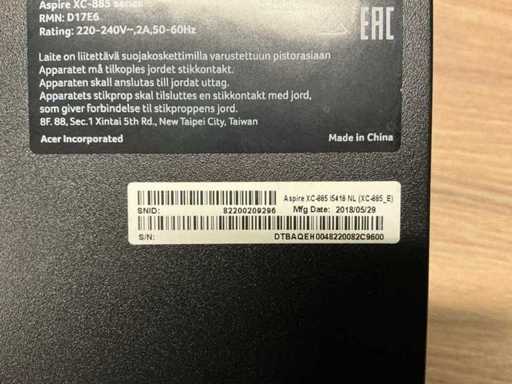 Aspire XC-885 series
RMN: D17E6
Rating: 220-240V~,2A,50-60Hz
EAC
Laite on liitettävä suojakoskettimilla varustettuun pistorasiaan
Apparatet må tilkoples jordet stikkontakt.
Apparaten skall anslutas till jordat uttag.
Apparatets stikprop skal tilsluttes en stikkontakt med jord,
som giver forbindelse til stikproppens jord.
8F. 88, Sec.1 Xintai 5th Rd., New Taipei City, Taiwan
Acer Incorporated
Made in China
Aspire XC-885 I5418 NL (XC-885_E)
SNID: 82200209296 Mfg Date: 2018/05/29
S/N: DTBAQEH0048220082C9600